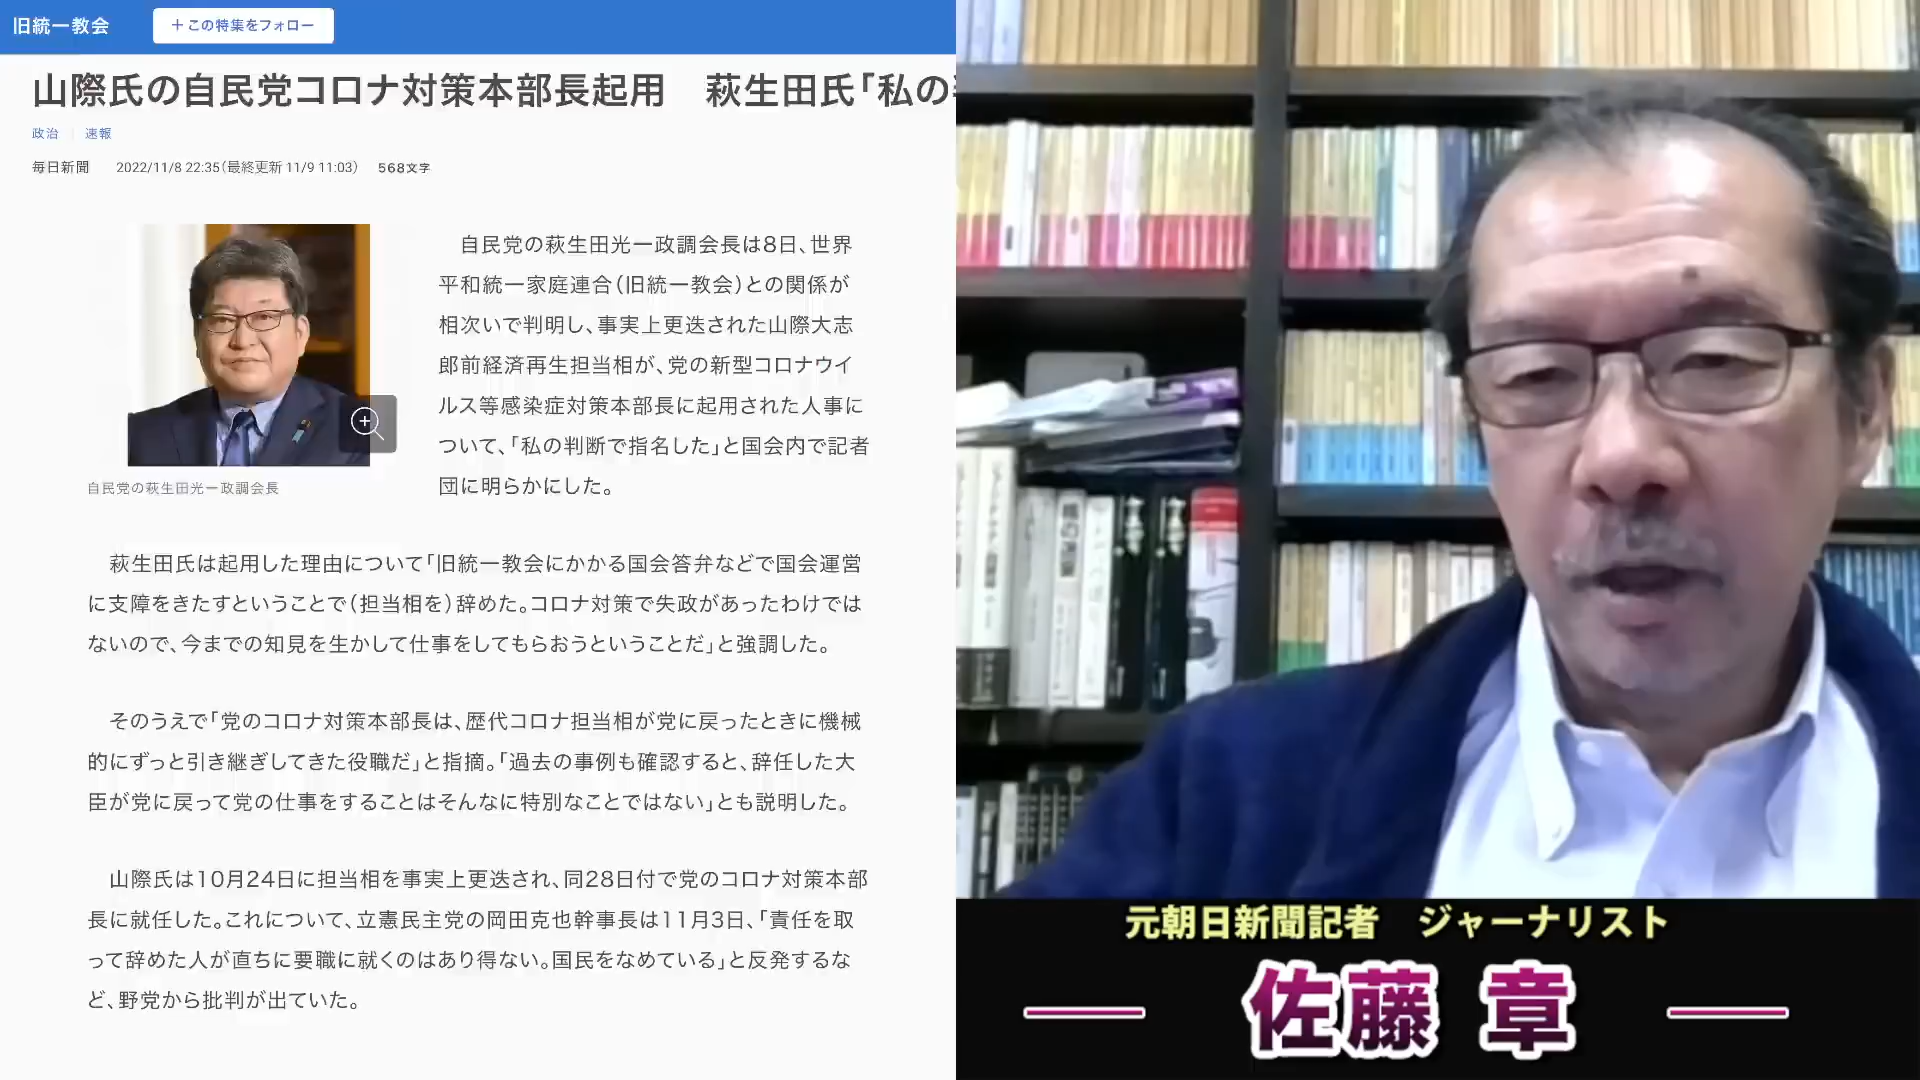 旧統一教会
＋この特集をフォロー
山際氏の自民党コロナ対策本部長起用　萩生田氏「私の
政治　速報
毎日新聞　2022/11/8 22:35（最終更新 11/9 11:03）　568文字
自民党の萩生田光一政調会長は8日、世界
平和統一家庭連合（旧統一教会）との関係が
相次いで判明し、事実上更迭された山際大志
郎前経済再生担当相が、党の新型コロナウイ
ルス等感染症対策本部長に起用された人事に
ついて、「私の判断で指名した」と国会内で記者
団に明らかにした。
自民党の萩生田光一政調会長
萩生田氏は起用した理由について「旧統一教会にかかる国会答弁などで国会運営
に支障をきたすということで（担当相を）辞めた。コロナ対策で失政があったわけでは
ないので、今までの知見を生かして仕事をしてもらおうということだ」と強調した。
そのうえで「党のコロナ対策本部長は、歴代コロナ担当相が党に戻ったときに機械
的にずっと引き継ぎしてきた役職だ」と指摘。「過去の事例も確認すると、辞任した大
臣が党に戻って党の仕事をすることはそんなに特別なことではない」とも説明した。
山際氏は10月24日に担当相を事実上更迭され、同28日付で党のコロナ対策本部
長に就任した。これについて、立憲民主党の岡田克也幹事長は11月3日、「責任を取
って辞めた人が直ちに要職に就くのはあり得ない。国民をなめている」と反発するな
ど、野党から批判が出ていた。
元朝日新聞記者　ジャーナリスト
佐藤 章